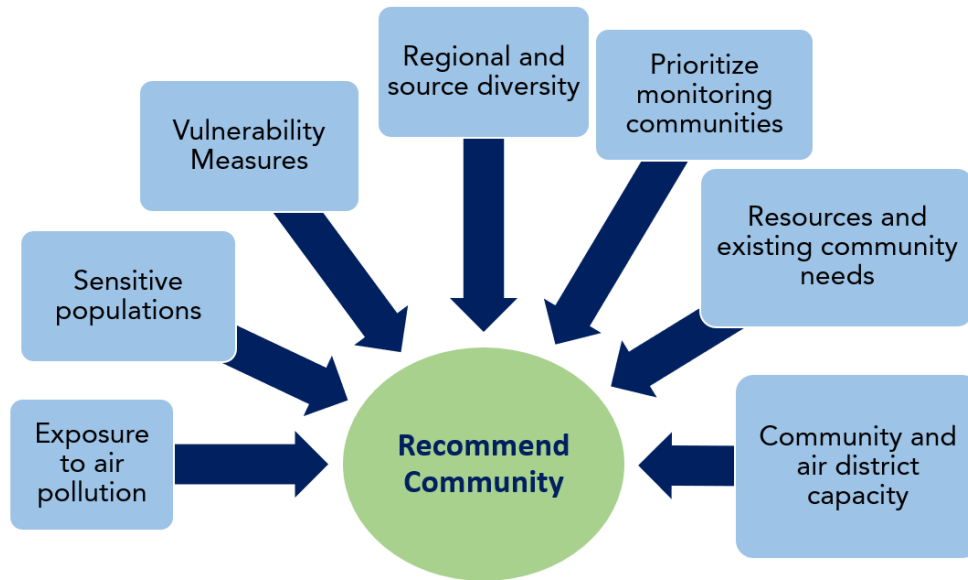 Regional and
source diversity
Prioritize
monitoring
communities
Vulnerability
Measures
Resources and
existing community
needs
Sensitive
populations
Exposure
to air
pollution
Recommend
Community
Community and
air district
capacity